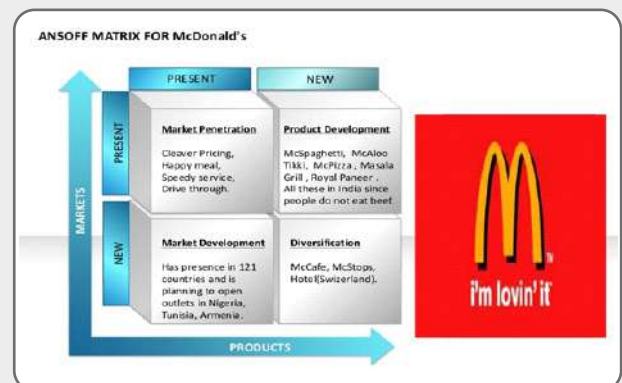 ANSOFF MATRIX FOR McDonald's
PRESENT
NEW
PRESENT
Market Penetration
Cleaver Pricing,
Happy meal,
Speedy service,
Drive through.
Product Development
McSpaghetti, McAloo
Tikki, McPizza, Masala
Grill, Royal Paneer.
All these in India since
people do not eat beef
MARKETS
NEW
Market Development
Has presence in 121
countries and is
planning to open
outlets in Nigeria,
Tunisia, Armenia.
Diversification
McCafe, McStops,
Hotel(Swizerland).
PRODUCTS
TM
i'm lovin' it